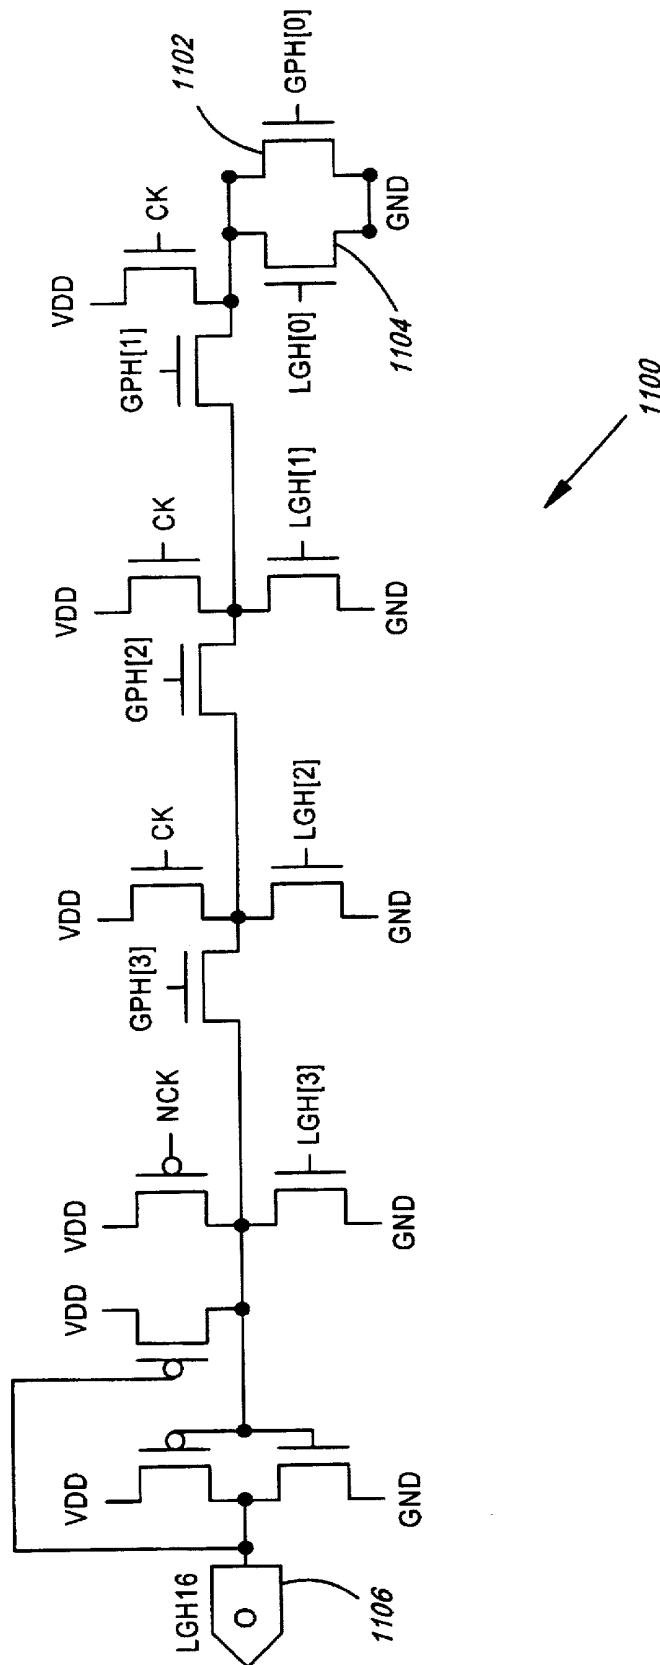 1102
GPH[0]
VDD
CK
GPH[1]
LGH[0]
GND
1104
1100
VDD
CK
LGH[1]
GND
GPH[2]
VDD
CK
LGH[2]
GND
GPH[3]
VDD
NCK
LGH[3]
GND
VDD
VDD
GND
LGH16
O
1106